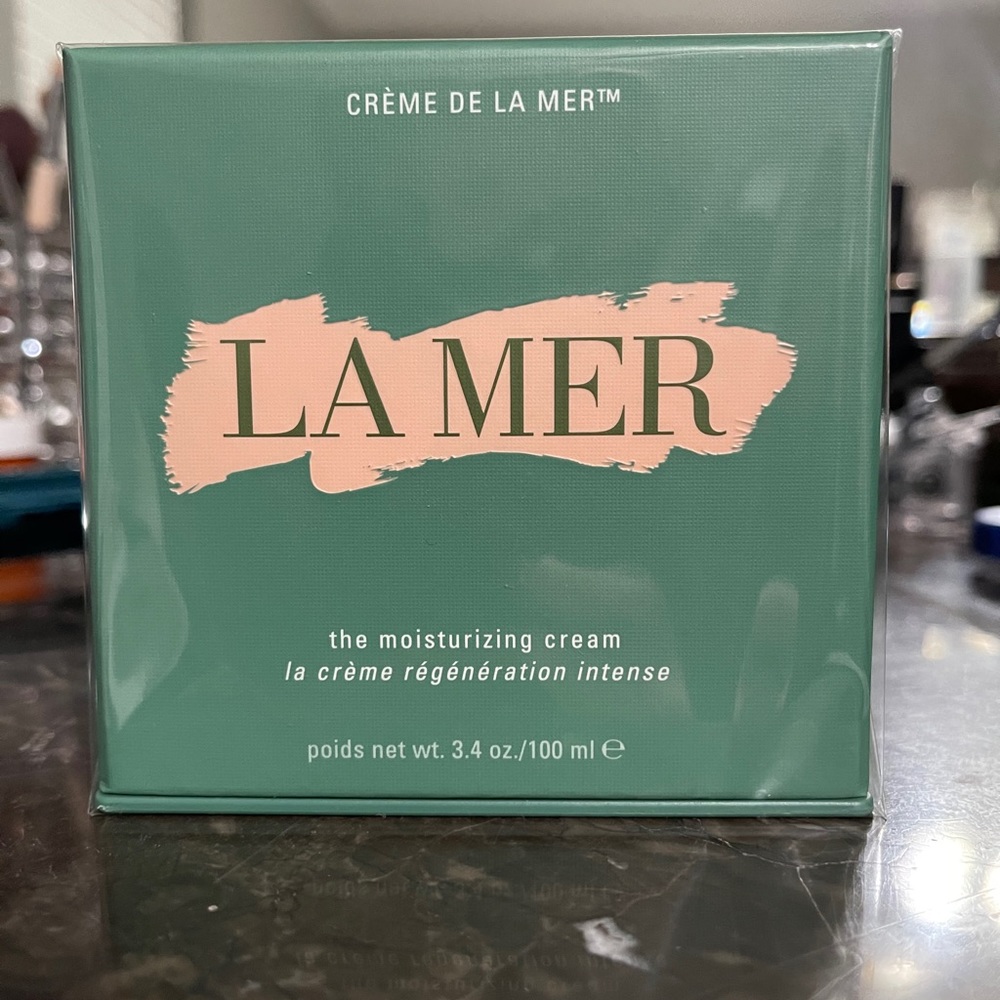 CRÈME DE LA MER™
LA MER
the moisturizing cream
la crème régénération intense
poids net wt. 3.4 oz./100 ml ℮